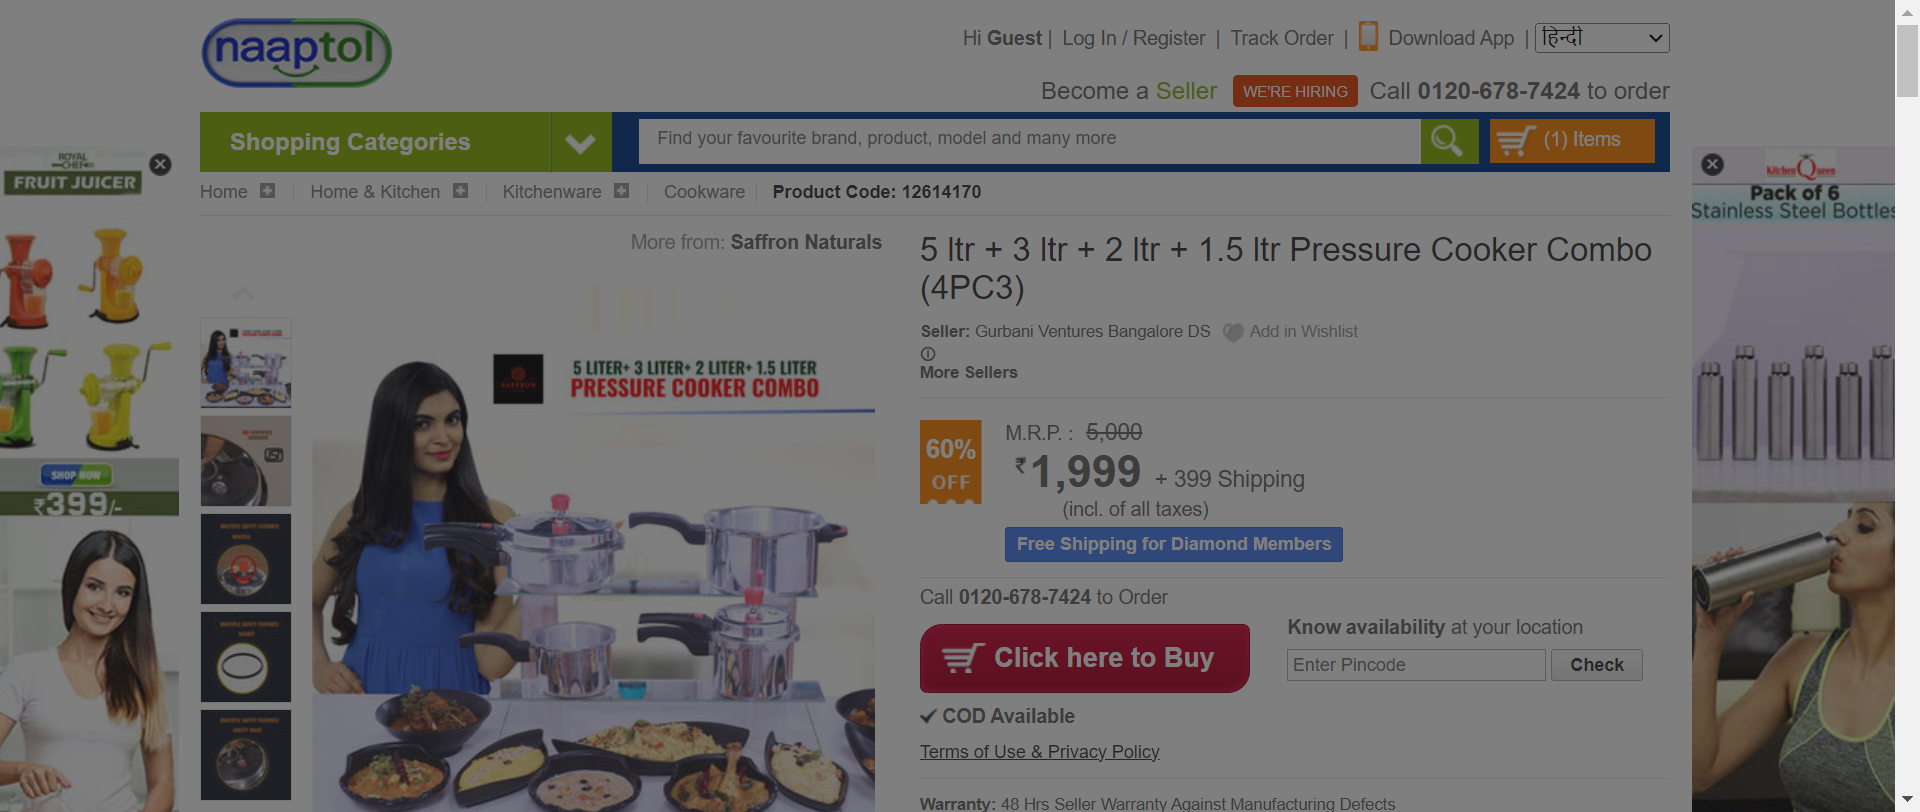 naaptol
Hi Guest | Log In / Register | Track Order | Download App | हिन्दी
Become a Seller WE'RE HIRING Call 0120-678-7424 to order
Shopping Categories
Find your favourite brand, product, model and many more
(1) Items
Home
Home & Kitchen
Kitchenware
Cookware
Product Code: 12614170
ROYAL
CHEF
FRUIT JUICER
SHOP NOW
₹399/-
More from: Saffron Naturals
SAFFRON
5 LITER+ 3 LITER+ 2 LITER+ 1.5 LITER
PRESSURE COOKER COMBO
5 ltr + 3 ltr + 2 ltr + 1.5 ltr Pressure Cooker Combo
(4PC3)
Seller: Gurbani Ventures Bangalore DS Add in Wishlist
More Sellers
60%
OFF
M.R.P. : 5,000
₹1,999 + 399 Shipping
(incl. of all taxes)
Free Shipping for Diamond Members
Call 0120-678-7424 to Order
Click here to Buy
Know availability at your location
Enter Pincode
Check
COD Available
Terms of Use & Privacy Policy
Warranty: 48 Hrs Seller Warranty Against Manufacturing Defects
Kitchen Queen
Pack of 6
Stainless Steel Bottles